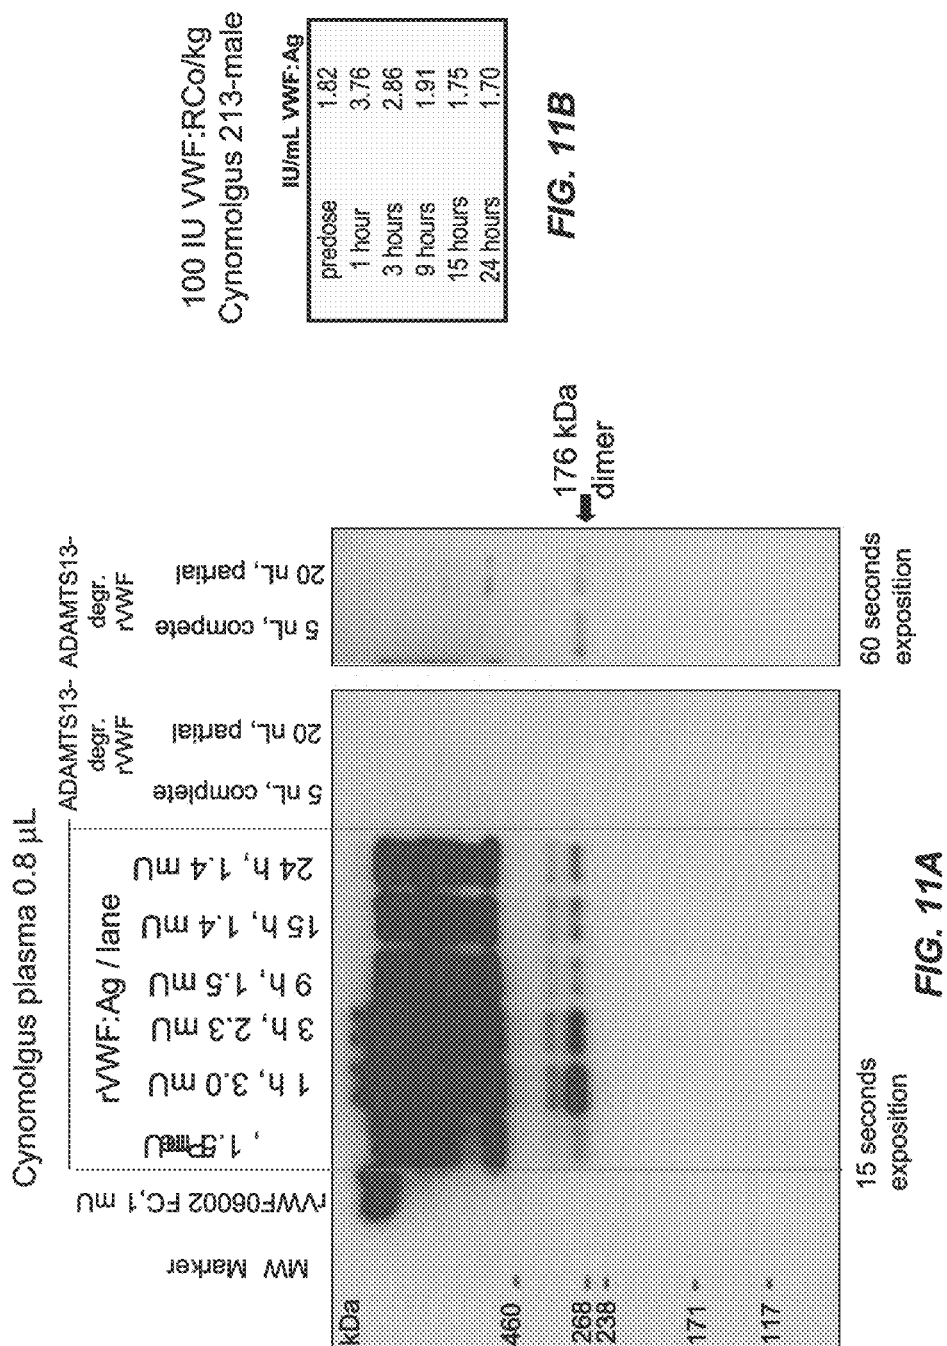 Cynomolgus plasma 0.8 µL
rVWF:Ag / lane
ADAMTS13-
degr.
rVWF
ADAMTS13-
degr.
rVWF
MW Marker
rVWF06002 FC,1 mU
1 h, 3.0 mU
3 h, 2.3 mU
9 h, 1.5 mU
15 h, 1.4 mU
24 h, 1.4 mU
5 nL, complete
20 nL, partial
5 nL, compete
20 nL, partial
kDa
460 -
268 -
238 -
171 -
117 -
176 kDa
dimer
15 seconds
exposition
60 seconds
exposition
FIG. 11A
100 IU VWF:RCo/kg
Cynomolgus 213-male
IU/mL VWF:Ag
predose 1.82
1 hour 3.76
3 hours 2.86
9 hours 1.91
15 hours 1.75
24 hours 1.70
FIG. 11B